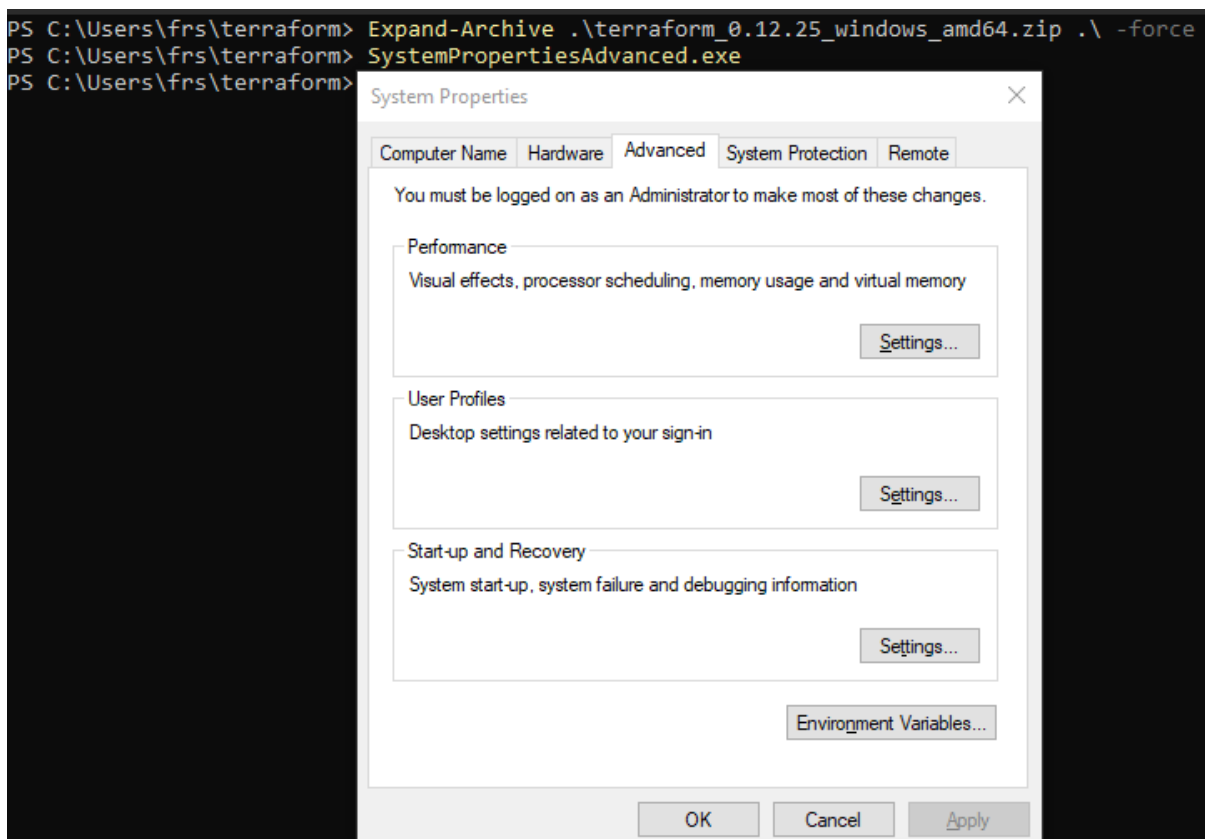 PS C:\Users\frs\terraform> Expand-Archive .\terraform_0.12.25_windows_amd64.zip .\ -force
PS C:\Users\frs\terraform> SystemPropertiesAdvanced.exe
PS C:\Users\frs\terraform>
System Properties
Computer Name Hardware Advanced System Protection Remote
You must be logged on as an Administrator to make most of these changes.
Performance
Visual effects, processor scheduling, memory usage and virtual memory
Settings...
User Profiles
Desktop settings related to your sign-in
Settings...
Start-up and Recovery
System start-up, system failure and debugging information
Settings...
Environment Variables...
OK Cancel Apply